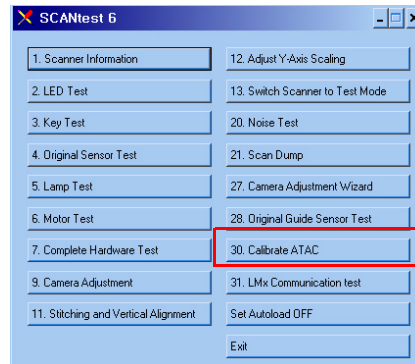 SCANtest 6
1. Scanner Information
2. LED Test
3. Key Test
4. Original Sensor Test
5. Lamp Test
6. Motor Test
7. Complete Hardware Test
9. Camera Adjustment
11. Stitching and Vertical Alignment
12. Adjust Y-Axis Scaling
13. Switch Scanner to Test Mode
20. Noise Test
21. Scan Dump
27. Camera Adjustment Wizard
28. Original Guide Sensor Test
30. Calibrate ATAC
31. LMx Communication test
Set Autoload OFF
Exit